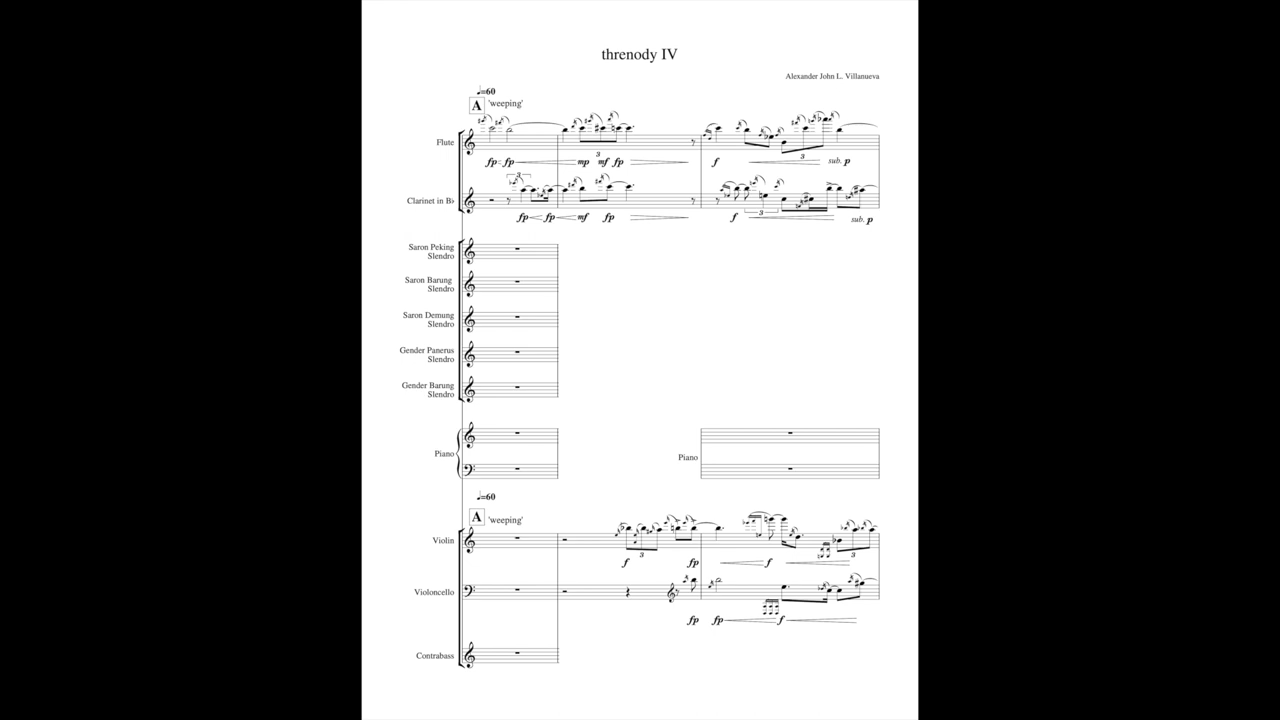 threnody IV
Alexander John L. Villanueva
♩=60
A 'weeping'
Flute
fp fp mp mf fp f sub. p
3 3
Clarinet in B♭
3 3
fp fp mf fp f sub. p
Saron Peking
Slendro
Saron Barung
Slendro
Saron Demung
Slendro
Gender Panerus
Slendro
Gender Barung
Slendro
Piano
Piano
♩=60
A 'weeping'
Violin
3 3
f fp f
Violoncello
fp fp f
Contrabass